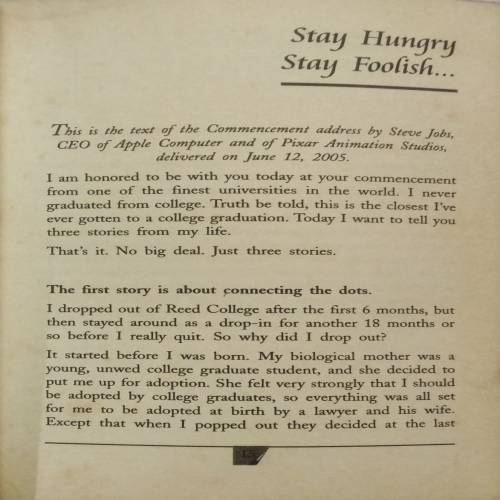 Stay Hungry
Stay Foolish...
This is the text of the Commencement address by Steve Jobs,
CEO of Apple Computer and of Pixar Animation Studios,
delivered on June 12, 2005.
I am honored to be with you today at your commencement
from one of the finest universities in the world. I never
graduated from college. Truth be told, this is the closest I've
ever gotten to a college graduation. Today I want to tell you
three stories from my life.
That's it. No big deal. Just three stories.
The first story is about connecting the dots.
I dropped out of Reed College after the first 6 months, but
then stayed around as a drop-in for another 18 months or
so before I really quit. So why did I drop out?
It started before I was born. My biological mother was a
young, unwed college graduate student, and she decided to
put me up for adoption. She felt very strongly that I should
be adopted by college graduates, so everything was all set
for me to be adopted at birth by a lawyer and his wife.
Except that when I popped out they decided at the last